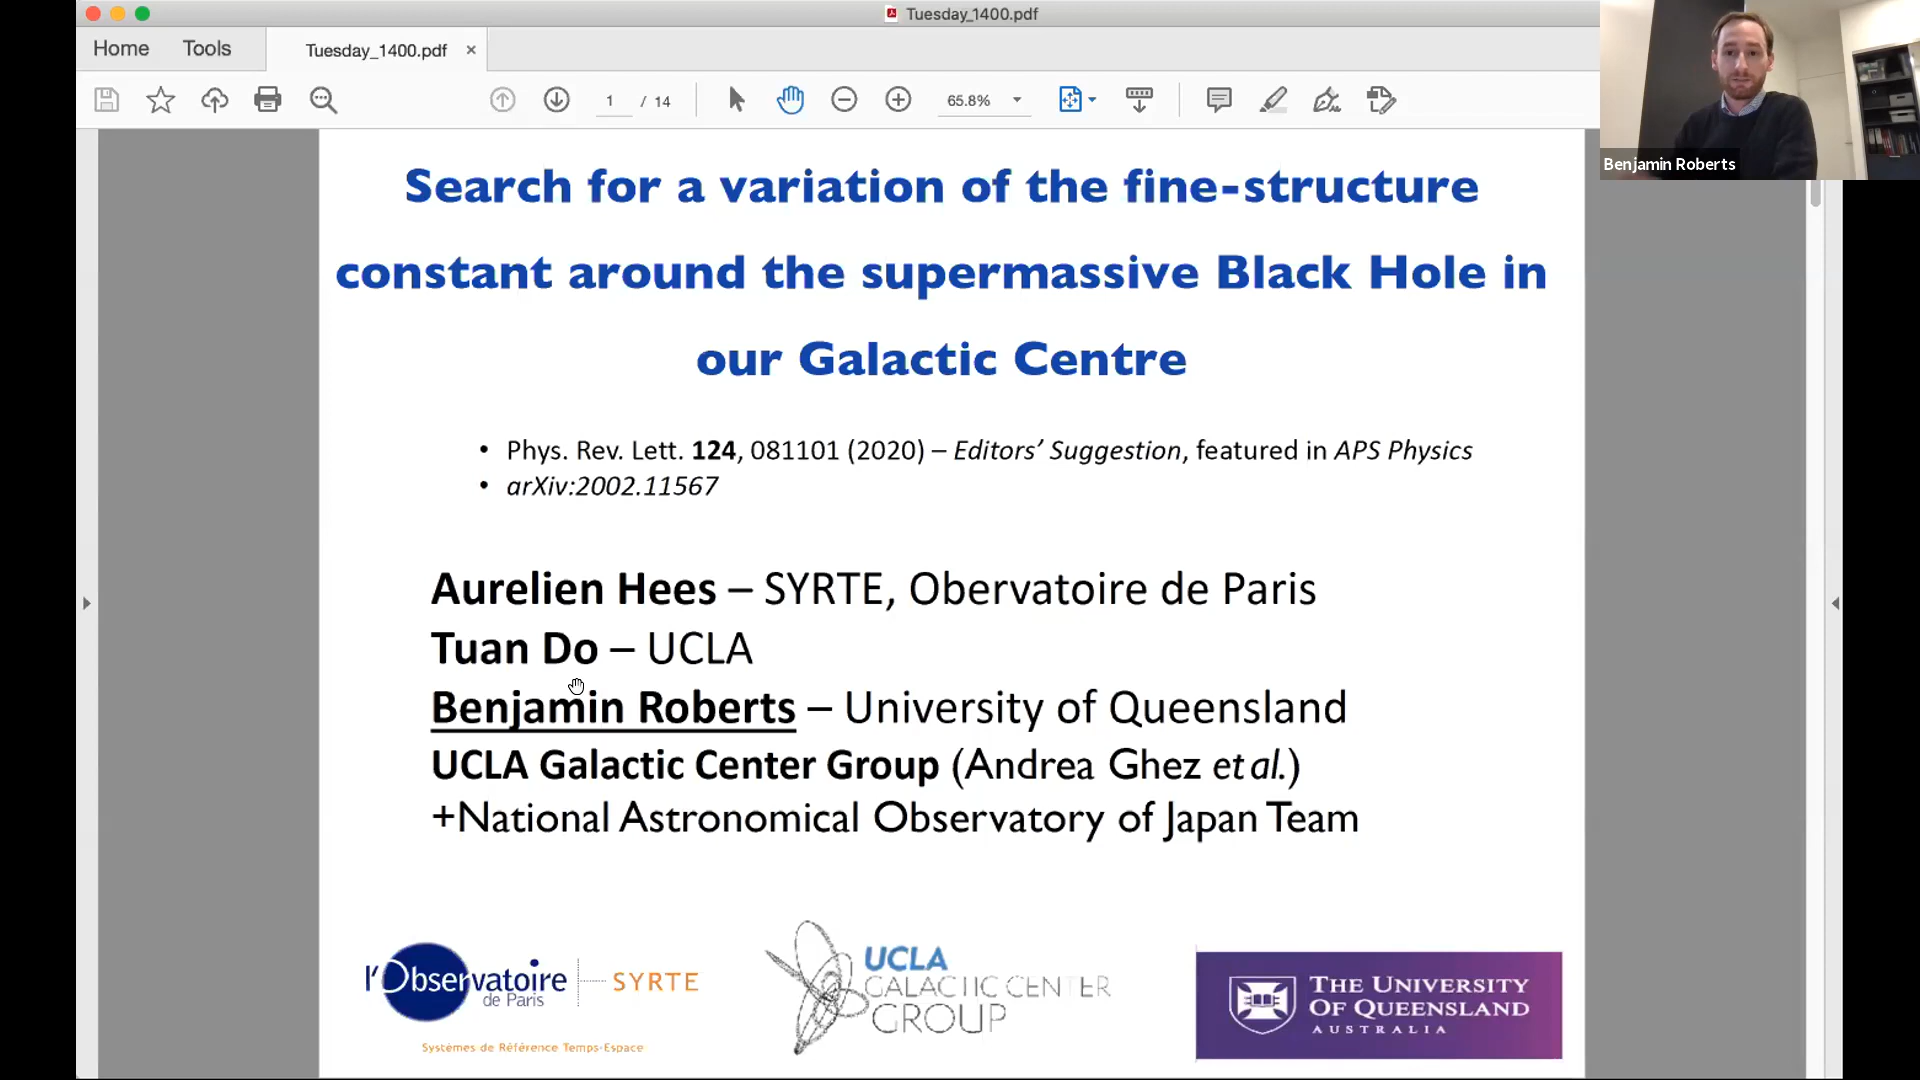 Tuesday_1400.pdf
Home Tools Tuesday_1400.pdf ×
1 / 14 65.8%
Benjamin Roberts
Search for a variation of the fine-structure
constant around the supermassive Black Hole in
our Galactic Centre
• Phys. Rev. Lett. 124, 081101 (2020) – Editors’ Suggestion, featured in APS Physics
• arXiv:2002.11567
Aurelien Hees – SYRTE, Obervatoire de Paris
Tuan Do – UCLA
Benjamin Roberts – University of Queensland
UCLA Galactic Center Group (Andrea Ghez et al.)
+National Astronomical Observatory of Japan Team
l'Observatoire
de Paris
SYRTE
Systèmes de Référence Temps-Espace
UCLA
GALACTIC CENTER
GROUP
THE UNIVERSITY
OF QUEENSLAND
AUSTRALIA